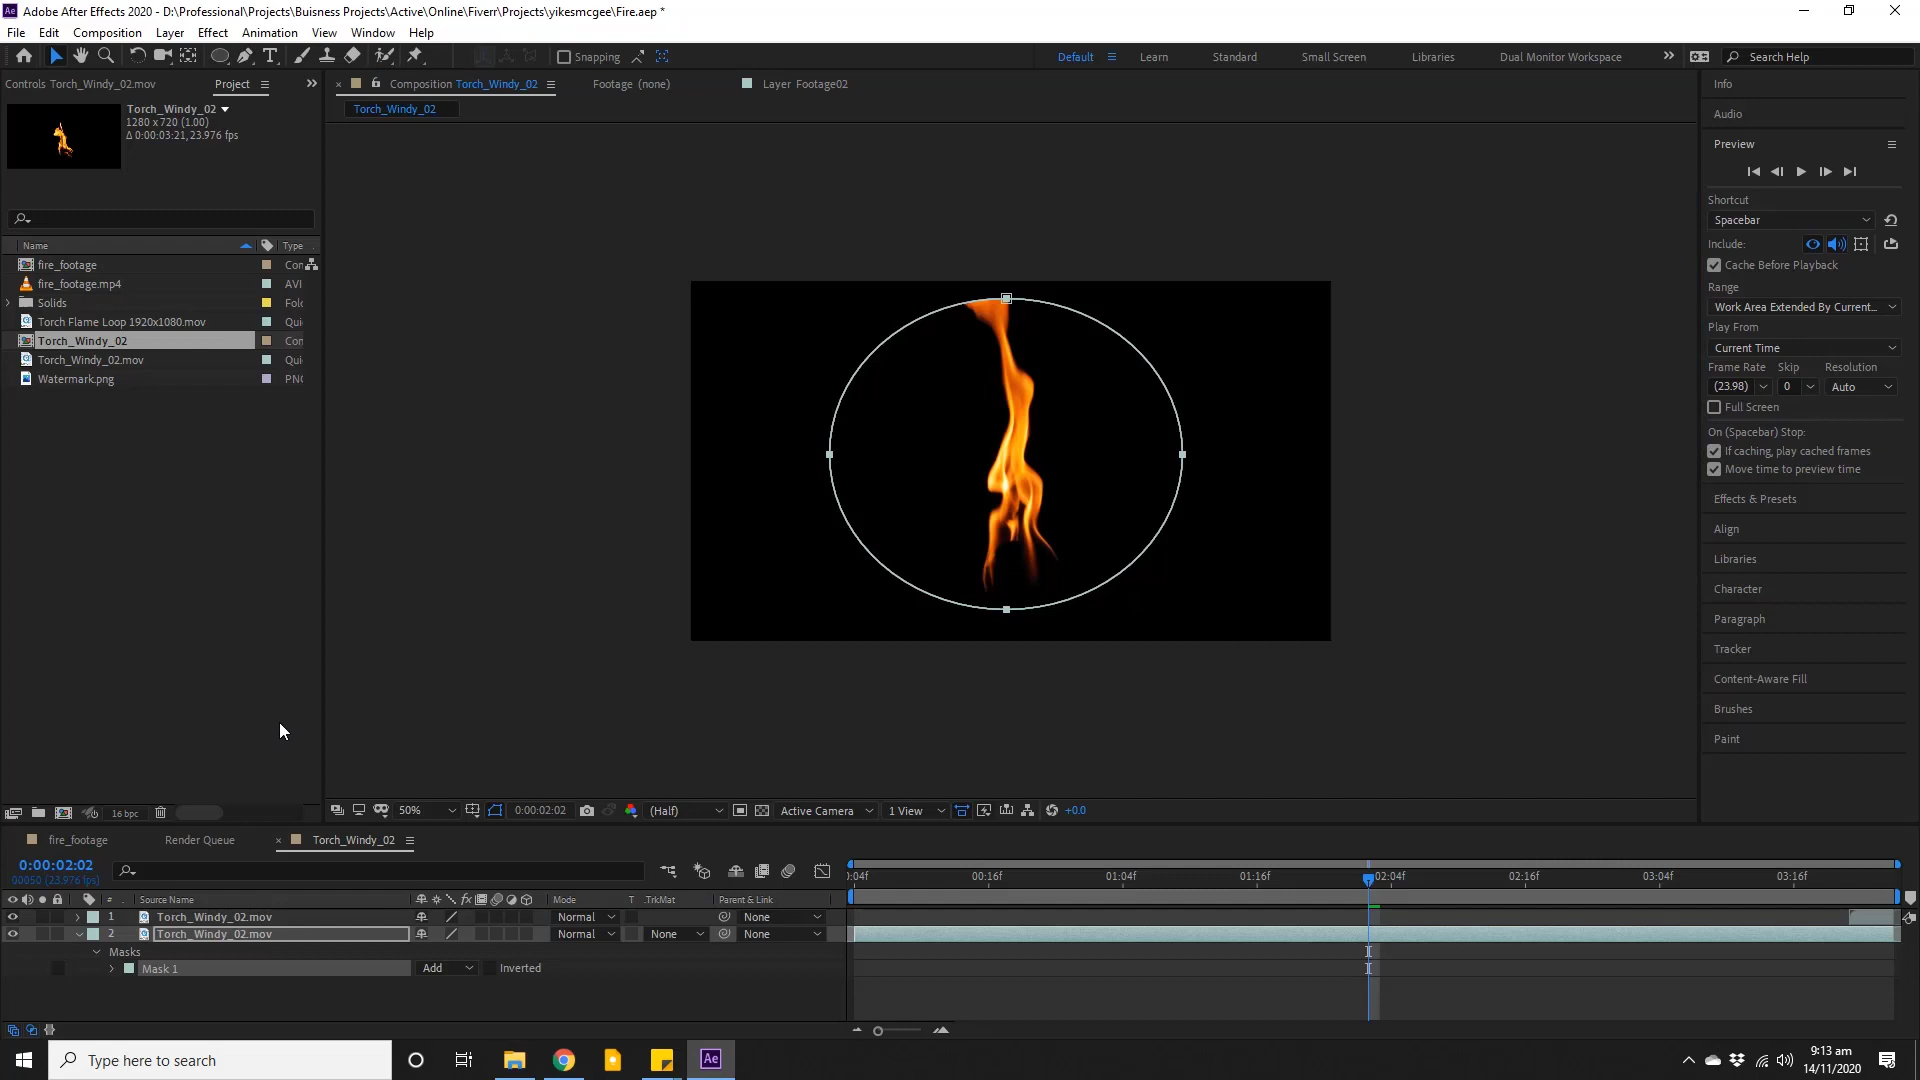 Adobe After Effects 2020 - D:\Professional\Projects\Buisness Projects\Active\Online\Fiverr\Projects\yikesmcgee\Fire.aep *
File Edit Composition Layer Effect Animation View Window Help
Snapping
Default Learn Standard Small Screen Libraries Dual Monitor Workspace Search Help
Controls Torch_Windy_02.mov Project
Composition Torch_Windy_02 Footage (none) Layer Footage02
Torch_Windy_02
Torch_Windy_02
1280 x 720 (1.00)
Δ 0:00:03:21, 23.976 fps
Name Type
fire_footage Con
fire_footage.mp4 AVI
Solids Fold
Torch Flame Loop 1920x1080.mov Qui
Torch_Windy_02 Con
Torch_Windy_02.mov Qui
Watermark.png PNG
16 bpc
50% 0:00:02:02 (Half) Active Camera 1 View +0.0
Info
Audio
Preview
Shortcut
Spacebar
Include:
Cache Before Playback
Range
Work Area Extended By Current...
Play From
Current Time
Frame Rate Skip Resolution
(23.98) 0 Auto
Full Screen
On (Spacebar) Stop:
If caching, play cached frames
Move time to preview time
Effects & Presets
Align
Libraries
Character
Paragraph
Tracker
Content-Aware Fill
Brushes
Paint
fire_footage Render Queue Torch_Windy_02
0:00:02:02
00050 (23.976 fps)
):04f 00:16f 01:04f 01:16f 02:04f 02:16f 03:04f 03:16f
# Source Name Mode T .TrkMat Parent & Link
1 Torch_Windy_02.mov Normal None
2 Torch_Windy_02.mov Normal None None
Masks
Mask 1 Add Inverted
Type here to search
Ae
9:13 am
14/11/2020